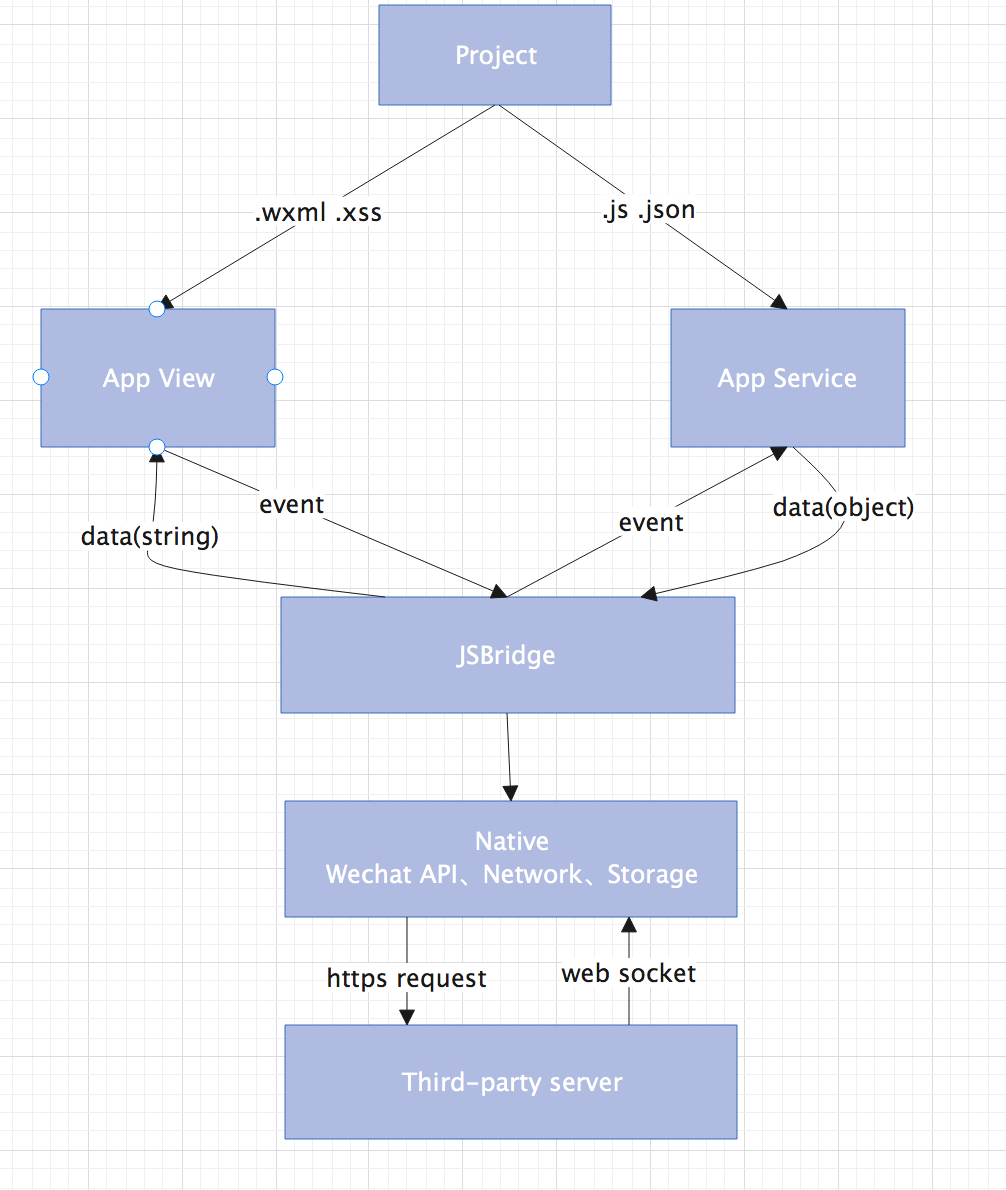 Project
.wxml .xss
.js .json
App View
App Service
event
data(object)
event
data(string)
JSBridge
Native
Wechat API、Network、Storage
https request
web socket
Third-party server